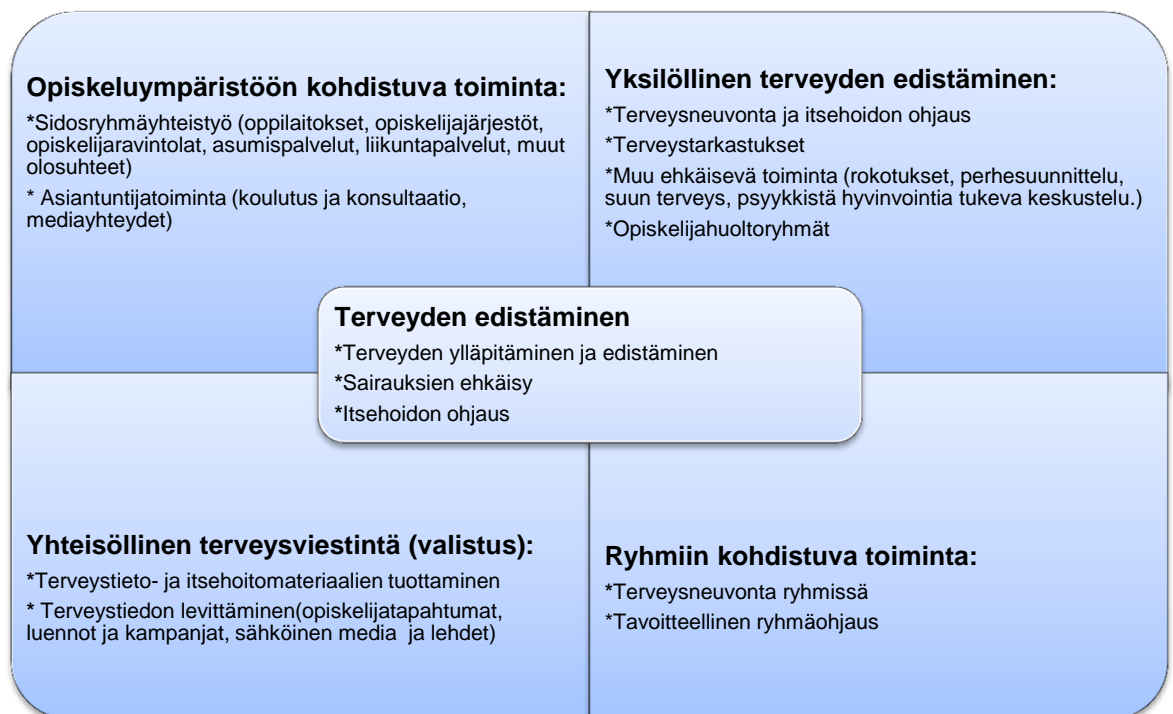 Opiskeluympäristöön kohdistuva toiminta:
*Sidosryhmäyhteistyö (oppilaitokset, opiskelijajärjestöt,
opiskelijaravintolat, asumispalvelut, liikuntapalvelut, muut
olosuhteet)
* Asiantuntijatoiminta (koulutus ja konsultaatio,
mediayhteydet)
Yksilöllinen terveyden edistäminen:
*Terveysneuvonta ja itsehoidon ohjaus
*Terveystarkastukset
*Muu ehkäisevä toiminta (rokotukset, perhesuunnittelu,
suun terveys, psyykkistä hyvinvointia tukeva keskustelu.)
*Opiskelijahuoltoryhmät
Terveyden edistäminen
*Terveyden ylläpitäminen ja edistäminen
*Sairauksien ehkäisy
*Itsehoidon ohjaus
Yhteisöllinen terveysviestintä (valistus):
*Terveystieto- ja itsehoitomateriaalien tuottaminen
* Terveystiedon levittäminen(opiskelijatapahtumat,
luennot ja kampanjat, sähköinen media  ja lehdet)
Ryhmiin kohdistuva toiminta:
*Terveysneuvonta ryhmissä
*Tavoitteellinen ryhmäohjaus